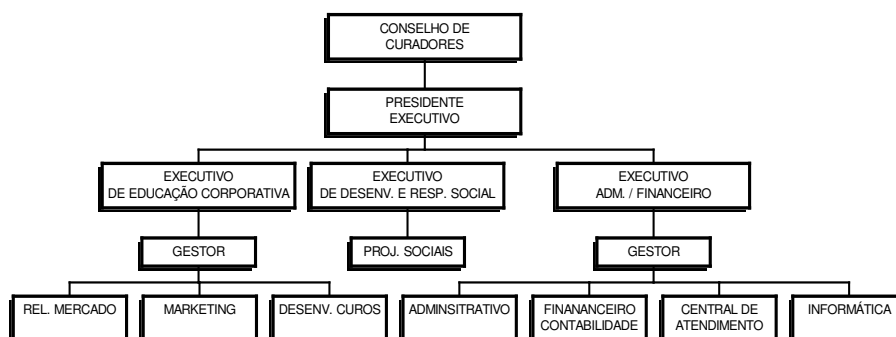 CONSELHO DE
CURADORES
PRESIDENTE
EXECUTIVO
EXECUTIVO
DE EDUCAÇÃO CORPORATIVA
EXECUTIVO
DE DESENV. E RESP. SOCIAL
EXECUTIVO
ADM. / FINANCEIRO
GESTOR
PROJ. SOCIAIS
GESTOR
REL. MERCADO
MARKETING
DESENV. CUROS
ADMINSITRATIVO
FINANANCEIRO
CONTABILIDADE
CENTRAL DE
ATENDIMENTO
INFORMÁTICA